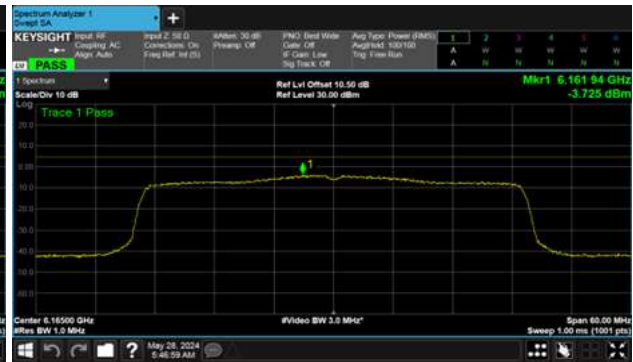 Spectrum Analyzer 1
Swept SA
+
KEYSIGHT Input: RF Input Z: 50 Ω #Atten: 30 dB PNO: Best Wide Avg Type: Power (RMS) 1 2 3 4 5 6
Coupling: AC Corrections: On Preamp: Off Gate: Off Avg|Hold: 100/100 A W W W W W
Align: Auto Freq Ref: Int (S) IF Gain: Low Trig: Free Run
Sig Track: Off A N N N N N
LV PASS
1 Spectrum Ref Lvl Offset 10.50 dB Mkr1 6.161 94 GHz
Scale/Div 10 dB Ref Level 30.00 dBm -3.725 dBm
Log Trace 1 Pass
20.0
10.0
0.00
1
-10.0
-20.0
-30.0
-40.0
-50.0
-60.0
Center 6.16500 GHz #Video BW 3.0 MHz* Span 60.00 MHz
#Res BW 1.0 MHz Sweep 1.00 ms (1001 pts)
? May 28, 2024
5:46:59 AM